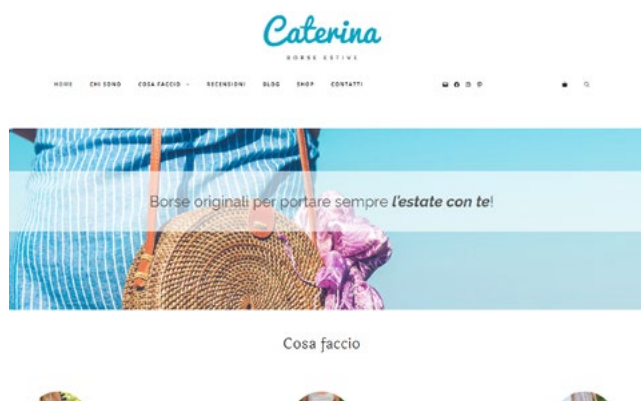 Caterina
BORSE ESTIVE
HOME CHI SONO COSA FACCIO RECENSIONI BLOG SHOP CONTATTI
Borse originali per portare sempre l'estate con te!
Cosa faccio